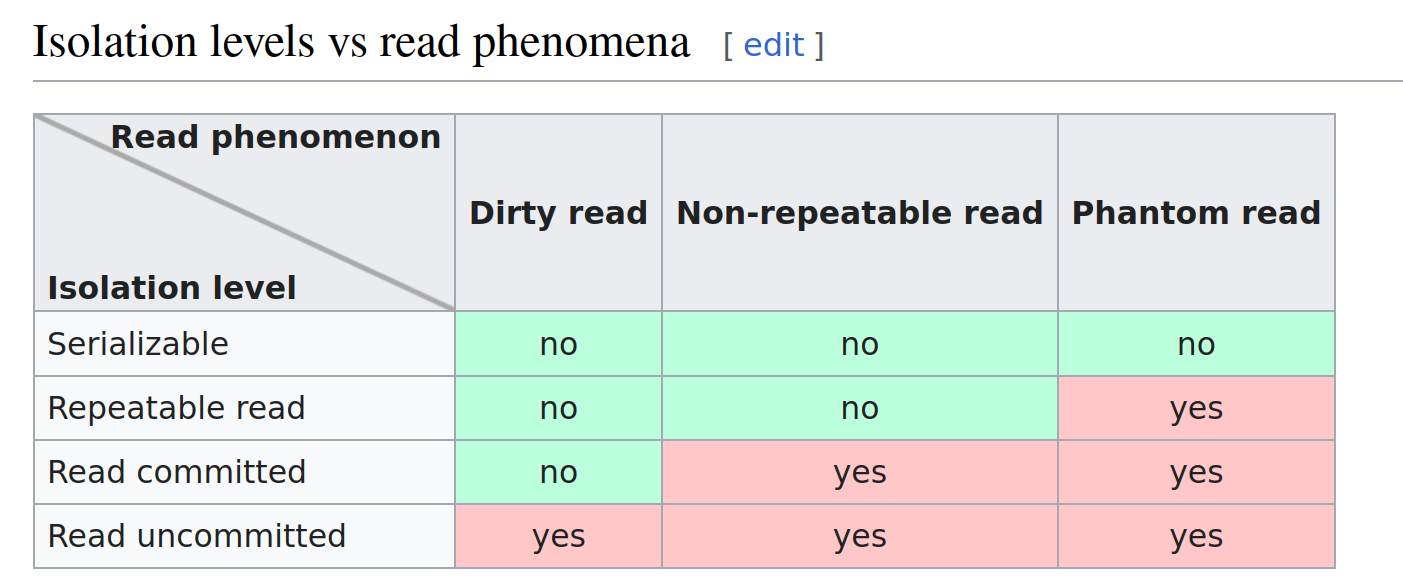 Isolation levels vs read phenomena [ edit ]
Read phenomenon
Isolation level
Dirty read Non-repeatable read Phantom read
Serializable no no no
Repeatable read no no yes
Read committed no yes yes
Read uncommitted yes yes yes